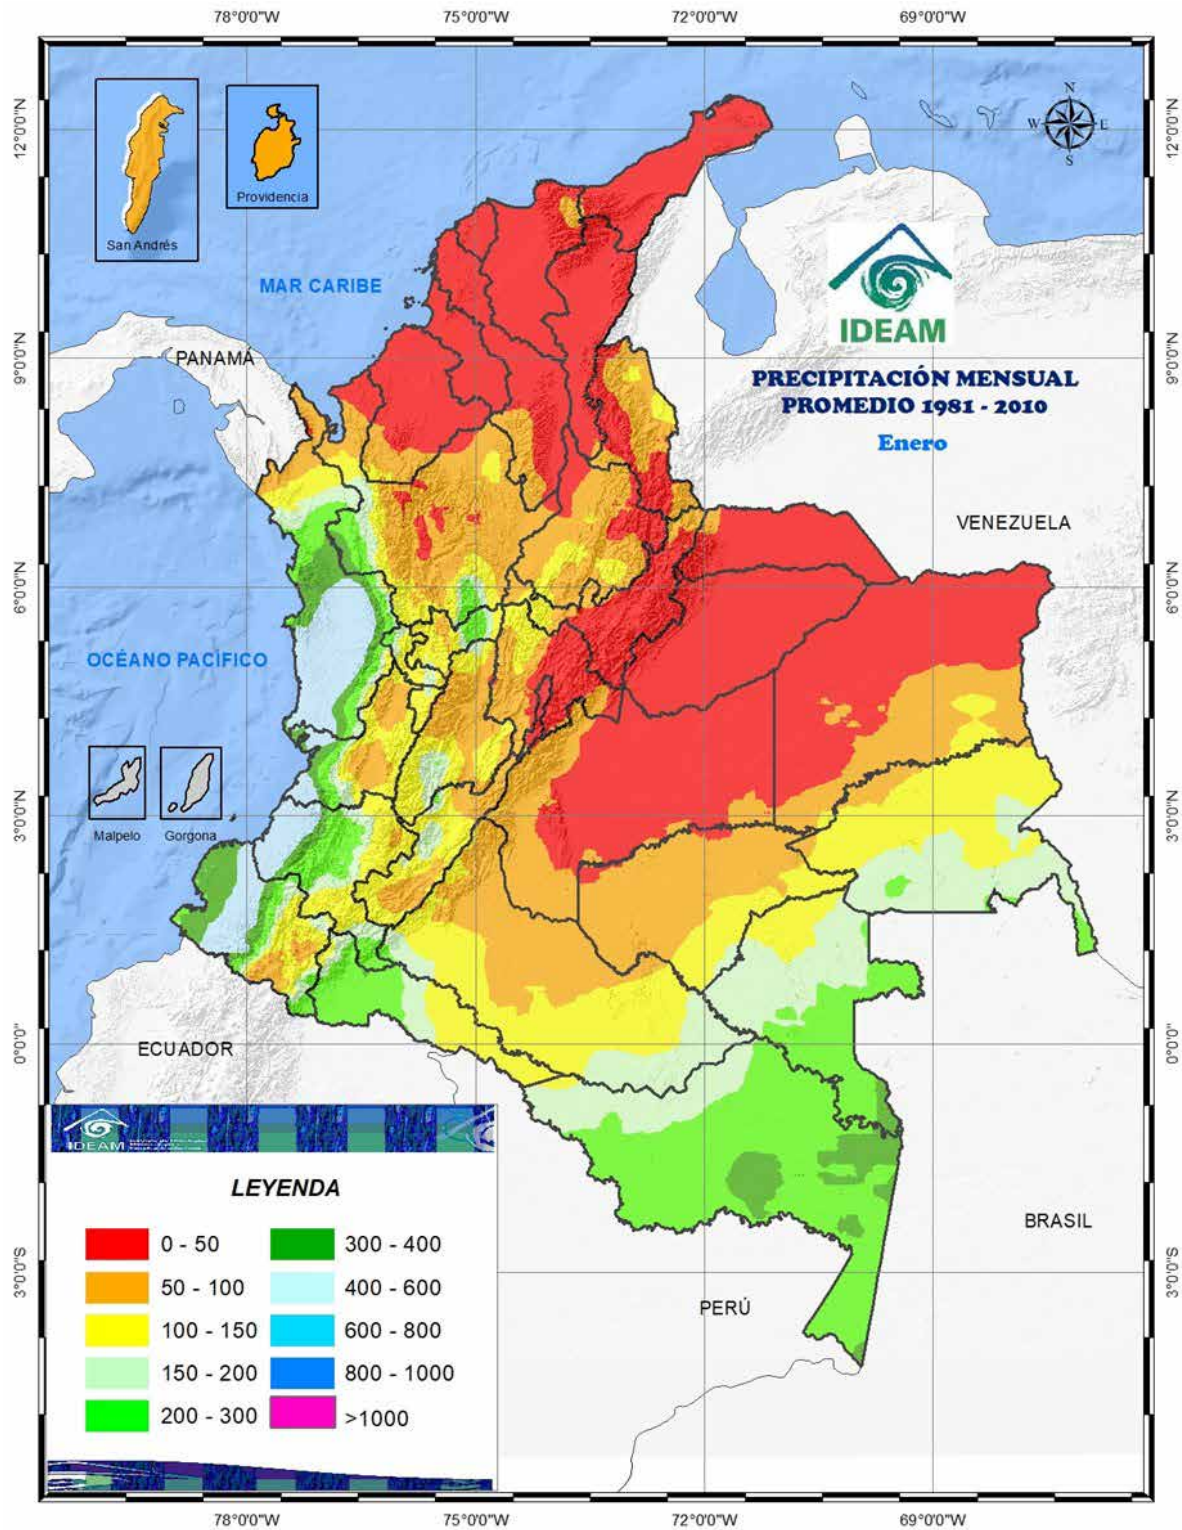 78°0'0"W
75°0'0"W
72°0'0"W
69°0'0"W
12°0'0"N
12°0'0"N
N
W
E
S
Providencia
San Andrés
MAR CARIBE
IDEAM
9°0'0"N
9°0'0"N
PANAMÁ
PRECIPITACIÓN MENSUAL
PROMEDIO 1981 - 2010
Enero
VENEZUELA
6°0'0"N
6°0'0"N
OCÉANO PACÍFICO
3°0'0"N
3°0'0"N
Malpelo
Gorgona
0°0'0"
0°0'0"
ECUADOR
IDEAM
LEYENDA
0 - 50
300 - 400
50 - 100
400 - 600
100 - 150
600 - 800
150 - 200
800 - 1000
200 - 300
>1000
BRASIL
PERÚ
3°0'0"S
3°0'0"S
78°0'0"W
75°0'0"W
72°0'0"W
69°0'0"W